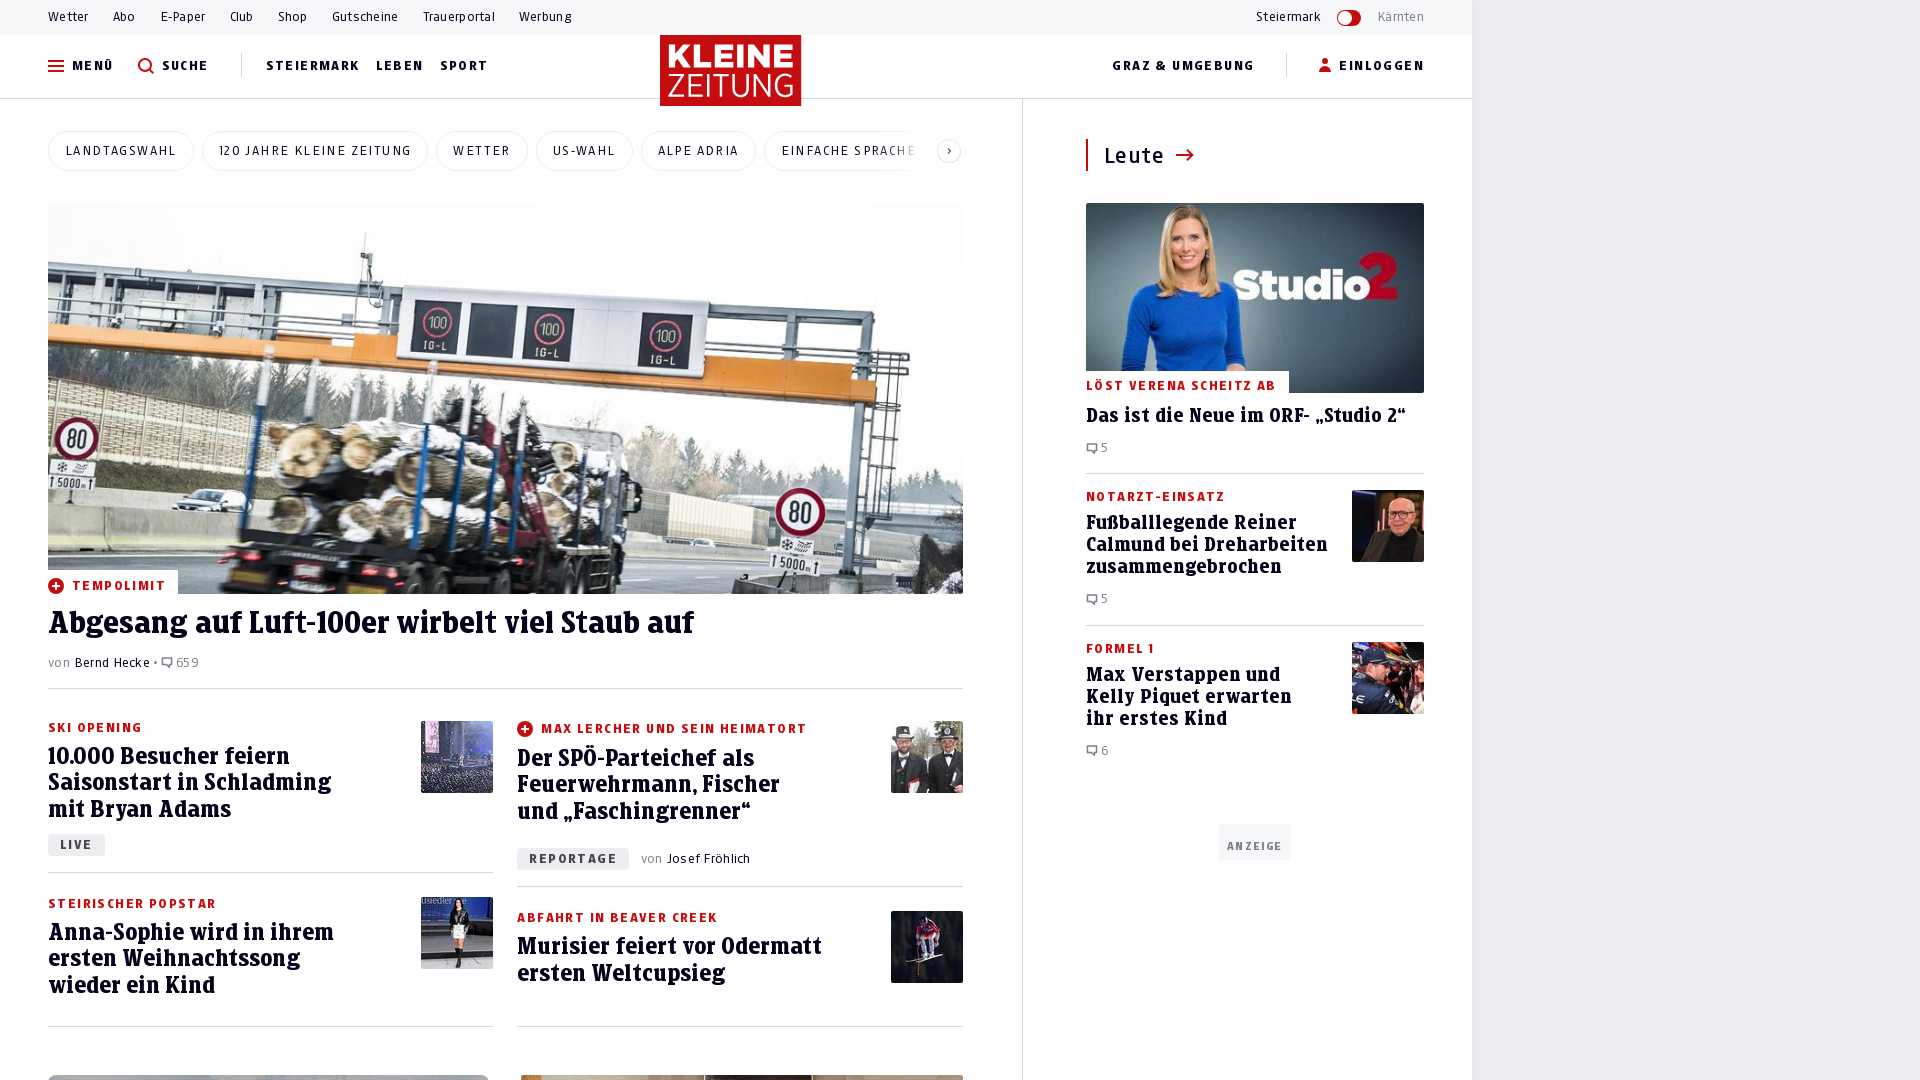 Wetter Abo E-Paper Club Shop Gutscheine Trauerportal Werbung Steiermark Kärnten
MENÜ SUCHE STEIERMARK LEBEN SPORT KLEINE ZEITUNG GRAZ & UMGEBUNG EINLOGGEN
LANDTAGSWAHL 120 JAHRE KLEINE ZEITUNG WETTER US-WAHL ALPE ADRIA EINFACHE SPRACHE
100 IG-L 100 IG-L 100 IG-L
80
5000m
80
5000m
TEMPOLIMIT
Abgesang auf Luft-100er wirbelt viel Staub auf
von Bernd Hecke • 659
SKI OPENING
10.000 Besucher feiern
Saisonstart in Schladming
mit Bryan Adams
LIVE
STEIRISCHER POPSTAR
Anna-Sophie wird in ihrem
ersten Weihnachtssong
wieder ein Kind
MAX LERCHER UND SEIN HEIMATORT
Der SPÖ-Parteichef als
Feuerwehrmann, Fischer
und „Faschingrenner“
REPORTAGE von Josef Fröhlich
ABFAHRT IN BEAVER CREEK
Murisier feiert vor Odermatt
ersten Weltcupsieg
Leute
Studio2
LÖST VERENA SCHEITZ AB
Das ist die Neue im ORF- „Studio 2“
5
NOTARZT-EINSATZ
Fußballlegende Reiner
Calmund bei Dreharbeiten
zusammengebrochen
5
FORMEL 1
Max Verstappen und
Kelly Piquet erwarten
ihr erstes Kind
6
ANZEIGE